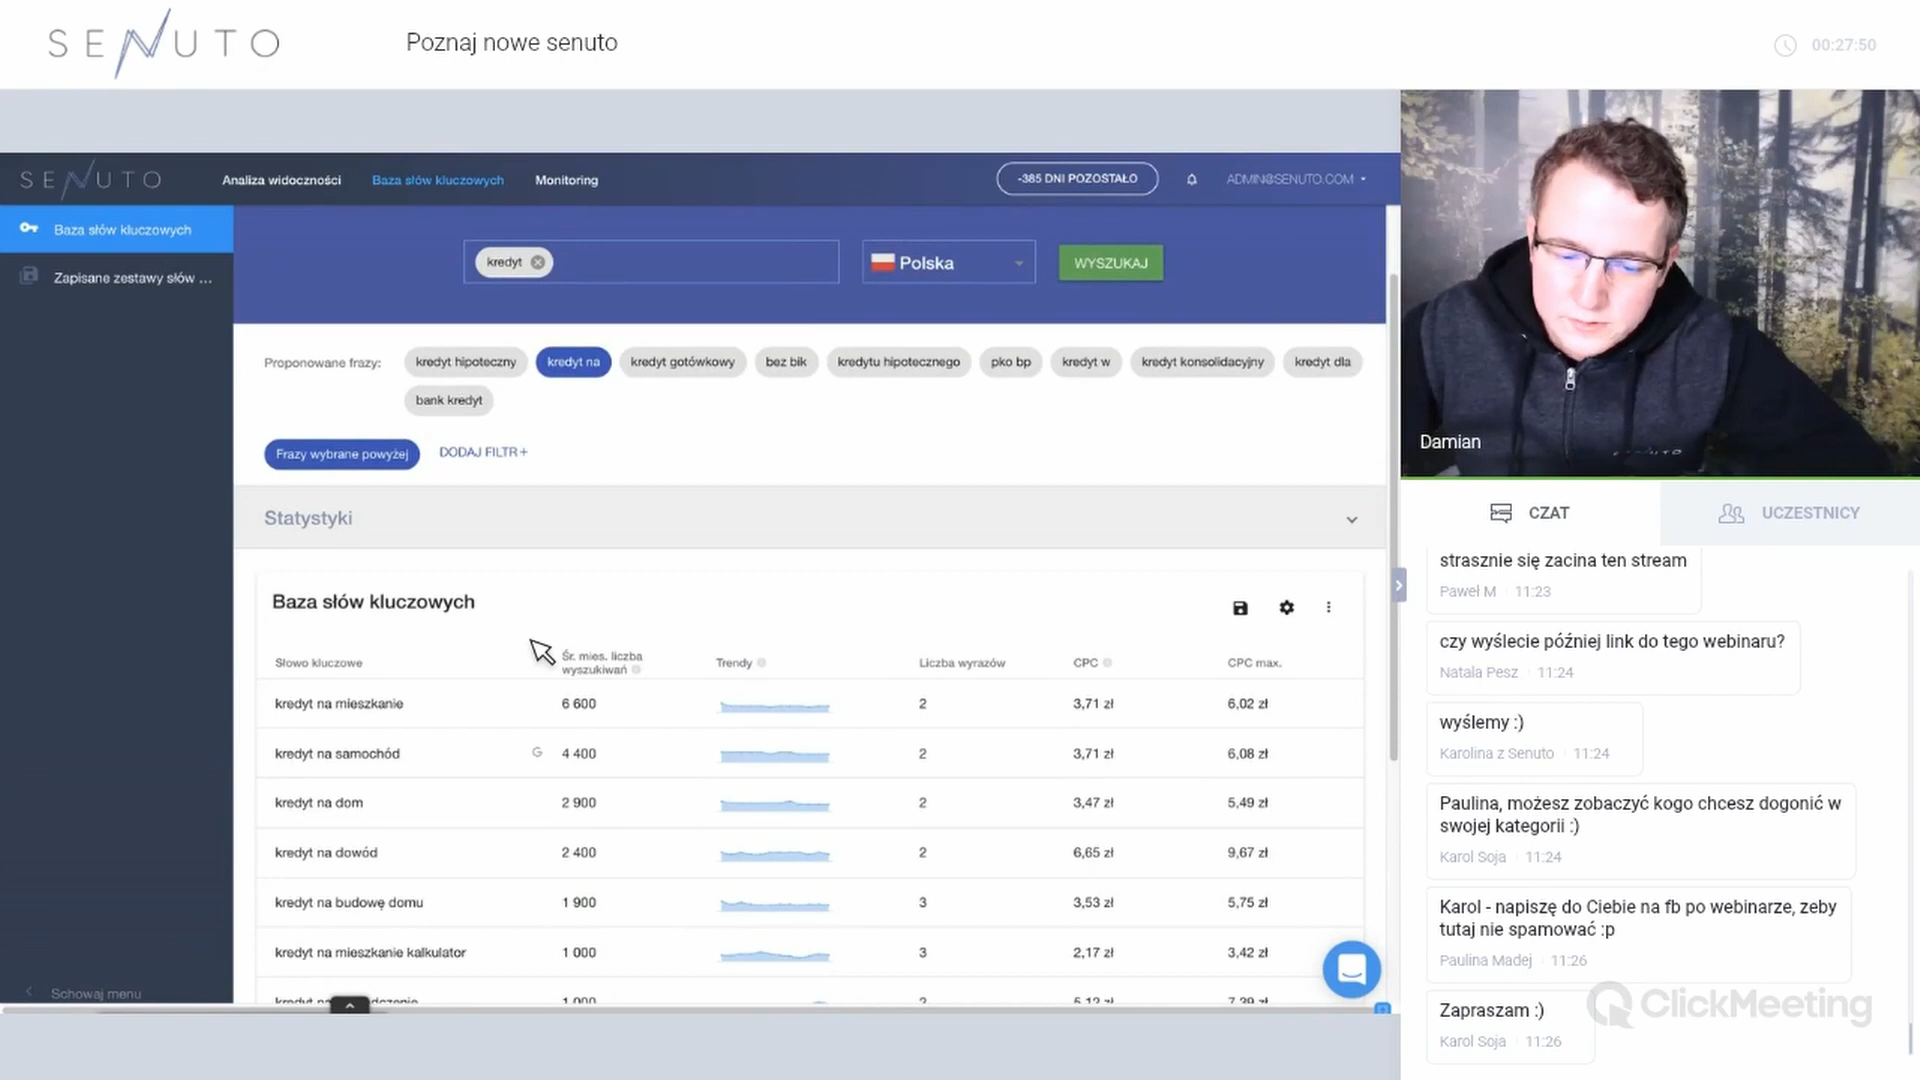 SENUTO
Poznaj nowe senuto
00:27:50
SENUTO
Analiza widoczności
Baza słów kluczowych
Monitoring
-385 DNI POZOSTAŁO
ADMIN@SENUTO.COM
Baza słów kluczowych
Zapisane zestawy słów ...
kredyt
Polska
WYSZUKAJ
Proponowane frazy:
kredyt hipoteczny
kredyt na
kredyt gotówkowy
bez bik
kredytu hipotecznego
pko bp
kredyt w
kredyt konsolidacyjny
kredyt dla
bank kredyt
Frazy wybrane powyżej
DODAJ FILTR+
Statystyki
Baza słów kluczowych
Słowo kluczowe
Śr. mies. liczba
wyszukiwań
Trendy
Liczba wyrazów
CPC
CPC max.
kredyt na mieszkanie 6 600 2 3,71 zł 6,02 zł
kredyt na samochód G 4 400 2 3,71 zł 6,08 zł
kredyt na dom 2 900 2 3,47 zł 5,49 zł
kredyt na dowód 2 400 2 6,65 zł 9,67 zł
kredyt na budowę domu 1 900 3 3,53 zł 5,75 zł
kredyt na mieszkanie kalkulator 1 000 3 2,17 zł 3,42 zł
Schowaj menu
Damian
SENUTO
CZAT
UCZESTNICY
strasznie się zacina ten stream
Paweł M 11:23
czy wyślecie później link do tego webinaru?
Natala Pesz 11:24
wyślemy :)
Karolina z Senuto 11:24
Paulina, możesz zobaczyć kogo chcesz dogonić w
swojej kategorii :)
Karol Soja 11:24
Karol - napiszę do Ciebie na fb po webinarze, zeby
tutaj nie spamować :p
Paulina Madej 11:26
Zapraszam :)
Karol Soja 11:26
ClickMeeting